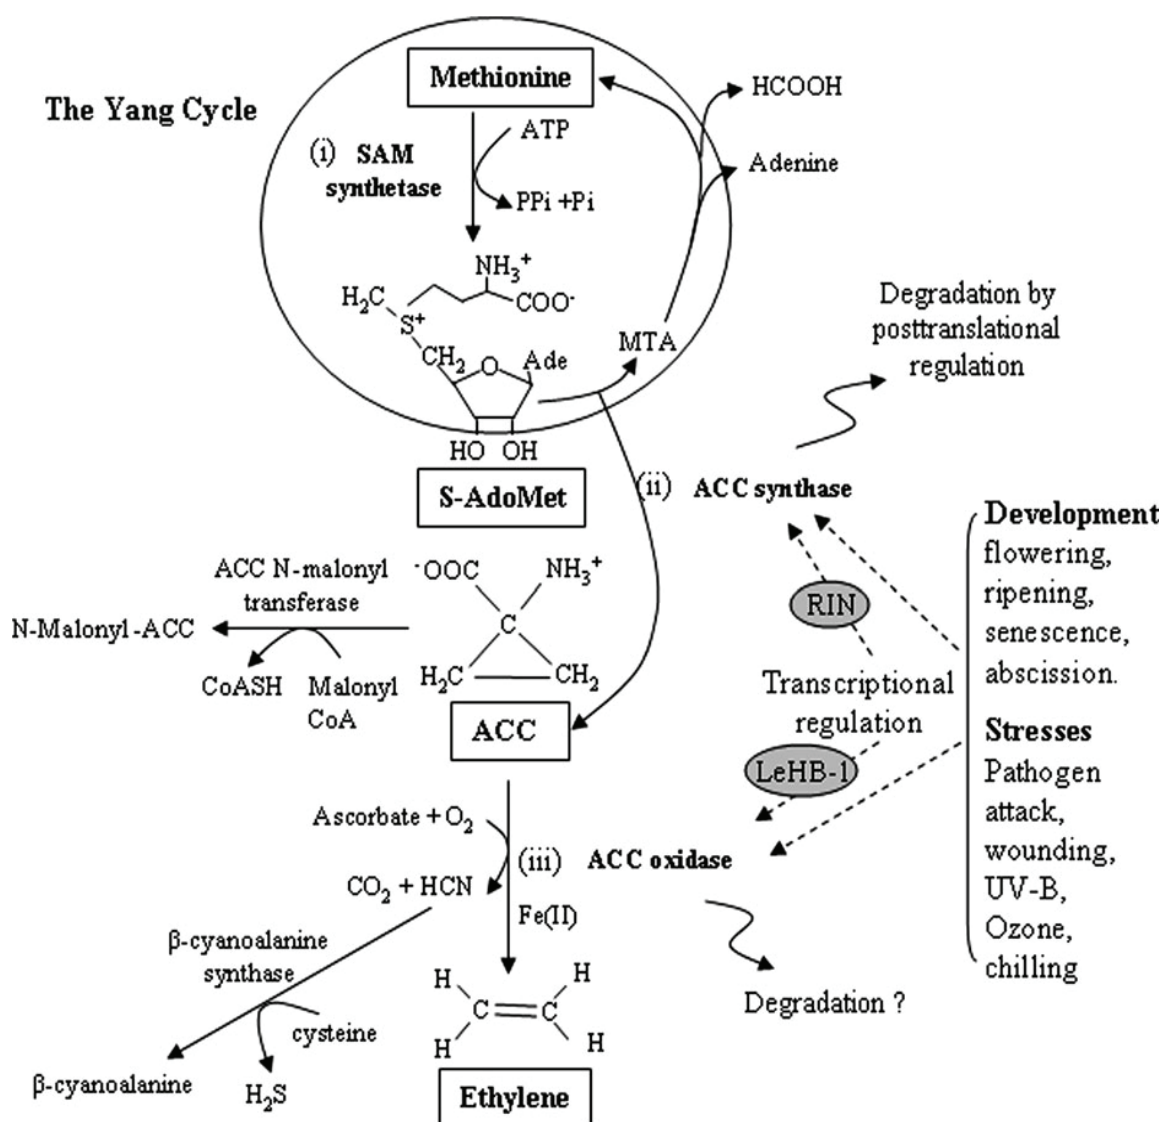 The Yang Cycle
Methionine
HCOOH
ATP
Adenine
(i) SAM
synthetase
PPi +Pi
NH₃⁺
H₂C
COO⁻
S⁺
CH₂
O
Ade
MTA
HO OH
S-AdoMet
Degradation by
posttranslational
regulation
(ii) ACC synthase
RIN
Transcriptional
regulation
LeHB-1
Development
flowering,
ripening,
senescence,
abscission.
Stresses
Pathogen
attack,
wounding,
UV-B,
Ozone,
chilling
ACC N-malonyl
transferase
N-Malonyl-ACC
CoASH
Malonyl
CoA
⁻OOC
NH₃⁺
C
H₂C
CH₂
ACC
Ascorbate + O₂
(iii) ACC oxidase
CO₂ + HCN
Fe(II)
Degradation ?
β-cyanoalanine
synthase
cysteine
β-cyanoalanine
H₂S
H H
C C
H H
Ethylene